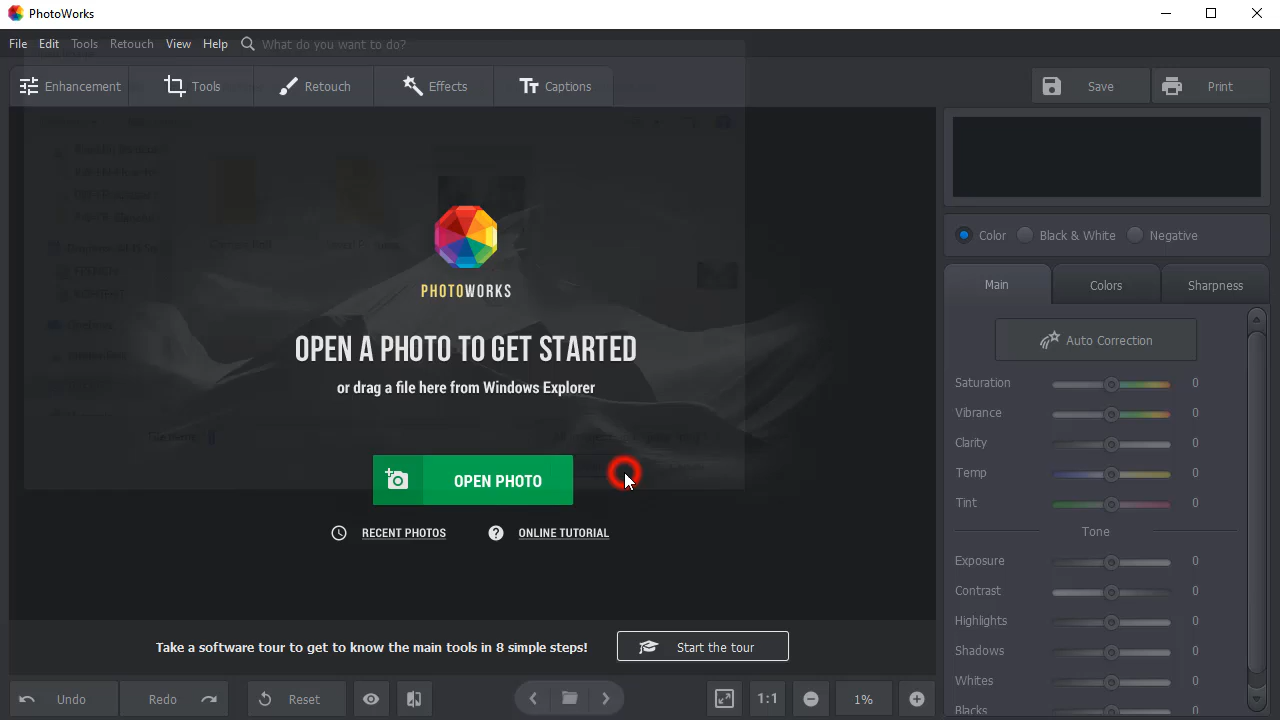 PhotoWorks
File Edit Tools Retouch View Help What do you want to do?
Enhancement Tools Retouch Effects Captions Save Print
PHOTOWORKS
OPEN A PHOTO TO GET STARTED
or drag a file here from Windows Explorer
OPEN PHOTO
RECENT PHOTOS ONLINE TUTORIAL
Take a software tour to get to know the main tools in 8 simple steps! Start the tour
Undo Redo Reset 1:1 1%
Color Black & White Negative
Main Colors Sharpness
Auto Correction
Saturation 0
Vibrance 0
Clarity 0
Temp 0
Tint 0
Tone
Exposure 0
Contrast 0
Highlights 0
Shadows 0
Whites 0
Blacks 0